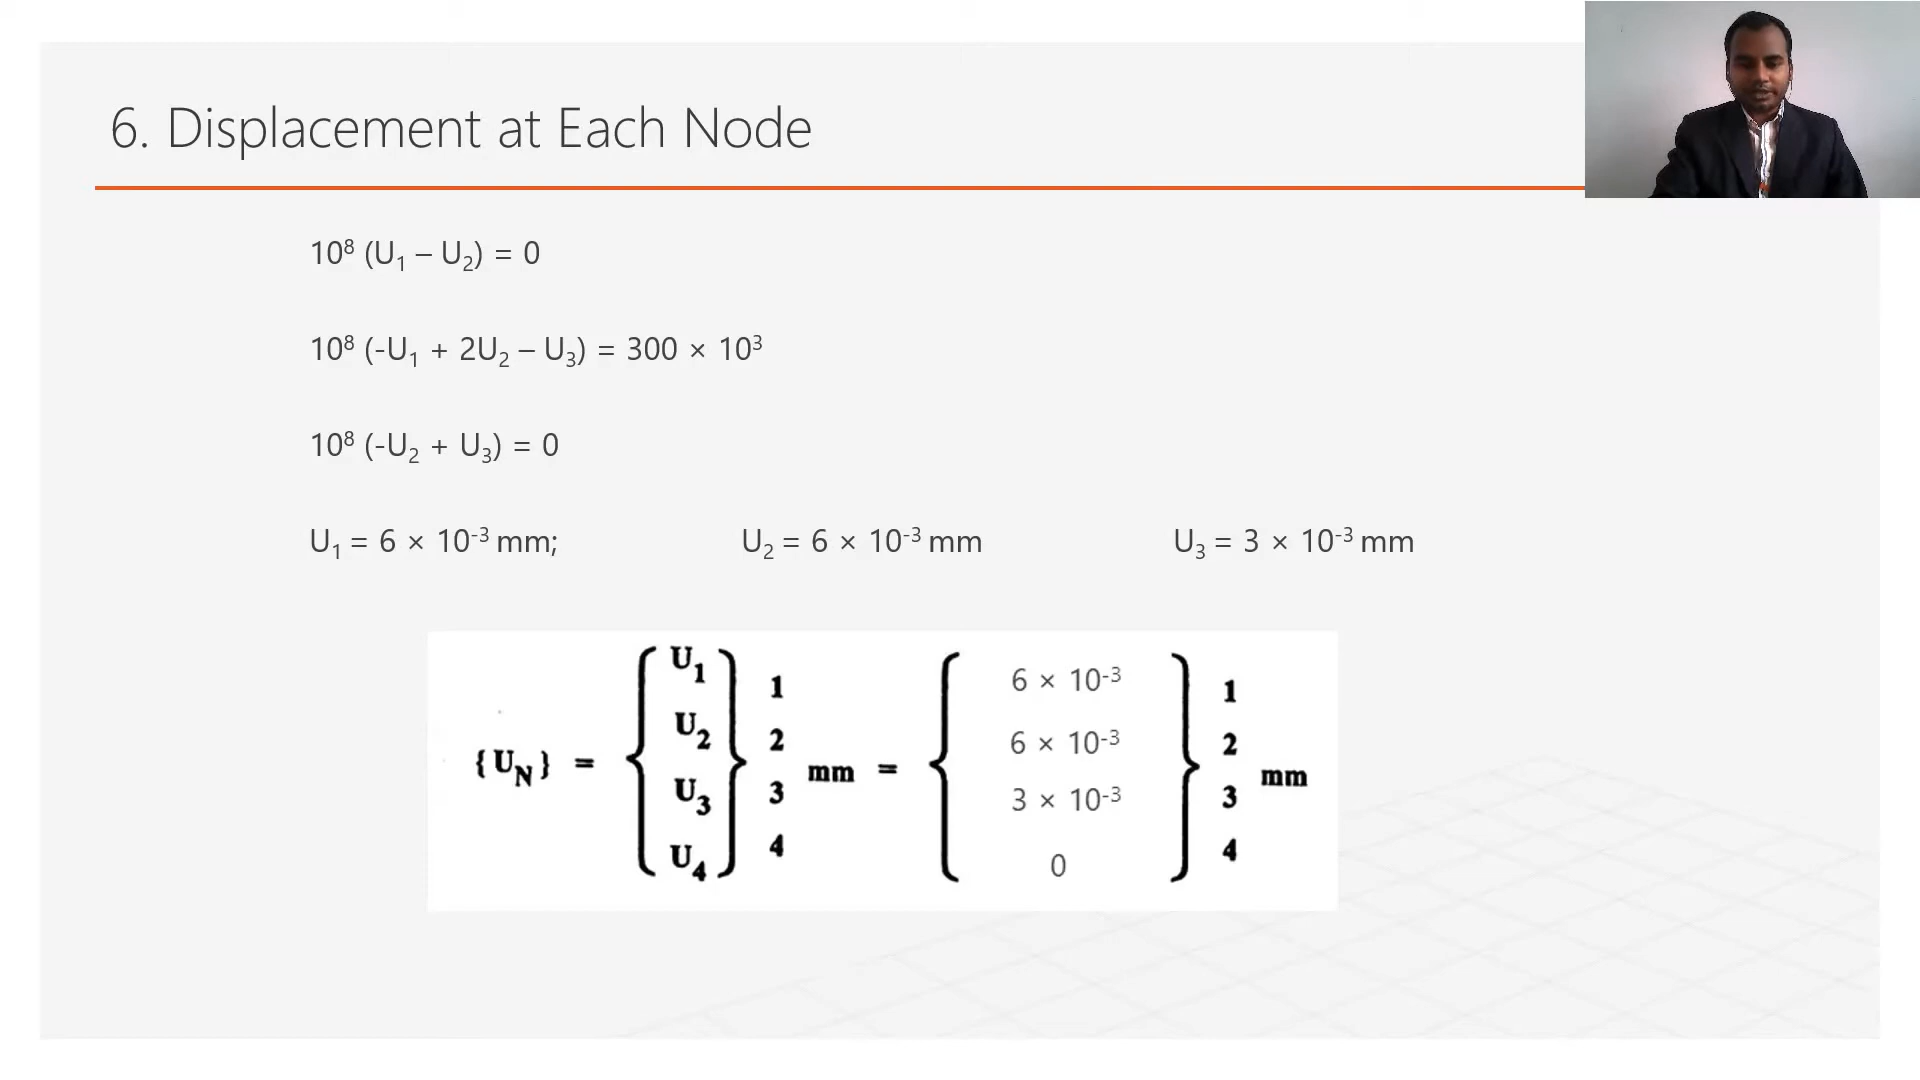 6. Displacement at Each Node
10⁸ (U₁ – U₂) = 0
10⁸ (-U₁ + 2U₂ – U₃) = 300 × 10³
10⁸ (-U₂ + U₃) = 0
U₁ = 6 × 10⁻³ mm; U₂ = 6 × 10⁻³ mm U₃ = 3 × 10⁻³ mm
{U_N} = { U₁ U₂ U₃ U₄ } 1 2 3 4 mm = { 6 × 10⁻³ 6 × 10⁻³ 3 × 10⁻³ 0 } 1 2 3 4 mm